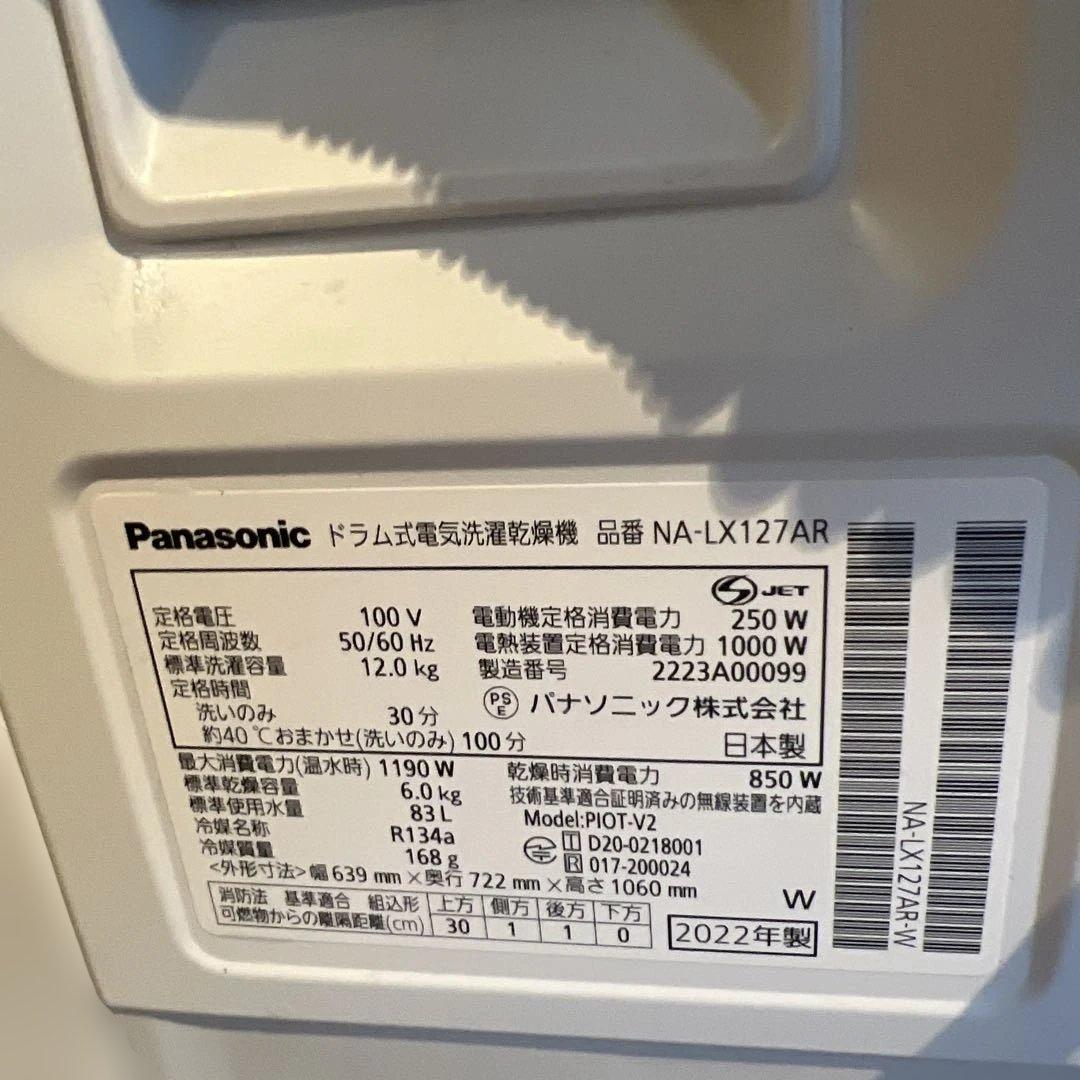 Panasonic ドラム式電気洗濯乾燥機 品番 NA-LX127AR
S JET
定格電圧 100 V 電動機定格消費電力 250 W
定格周波数 50/60 Hz 電熱装置定格消費電力 1000 W
標準洗濯容量 12.0 kg 製造番号 2223A00099
定格時間
洗いのみ 30 分 PS E パナソニック株式会社
約40℃おまかせ(洗いのみ) 100 分 日本製
最大消費電力(温水時) 1190 W 乾燥時消費電力 850 W
標準乾燥容量 6.0 kg 技術基準適合証明済みの無線装置を内蔵
標準使用水量 83 L Model:PIOT-V2
冷媒名称 R134a T D20-0218001
冷媒質量 168 g R 017-200024
<外形寸法> 幅 639 mm × 奥行 722 mm × 高さ 1060 mm
消防法 基準適合 組込形 上方 側方 後方 下方
可燃物からの離隔距離(cm) 30 1 1 0
W
2022年製
NA-LX127AR-W